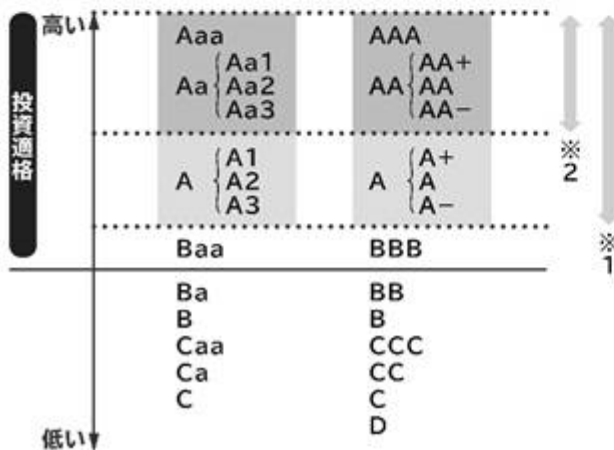 高い
投資適格
Aaa AAA
Aa1 AA+
Aa Aa2 AA AA
Aa3 AA−
※2
A1 A+
A A2 A A
A3 A−
※1
Baa BBB
Ba BB
B B
Caa CCC
Ca CC
C C
D
低い